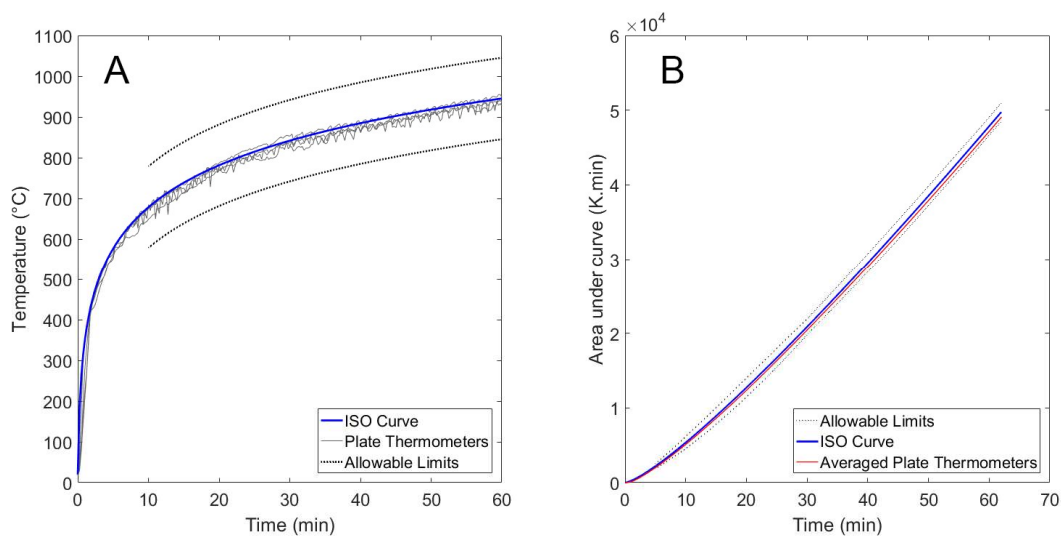 A
1100
1000
900
800
700
600
500
400
300
200
100
0
Temperature (°C)
0 10 20 30 40 50 60
Time (min)
ISO Curve
Plate Thermometers
Allowable Limits
B
×10⁴
6
5
4
3
2
1
0
Area under curve (K.min)
0 10 20 30 40 50 60 70
Time (min)
Allowable Limits
ISO Curve
Averaged Plate Thermometers